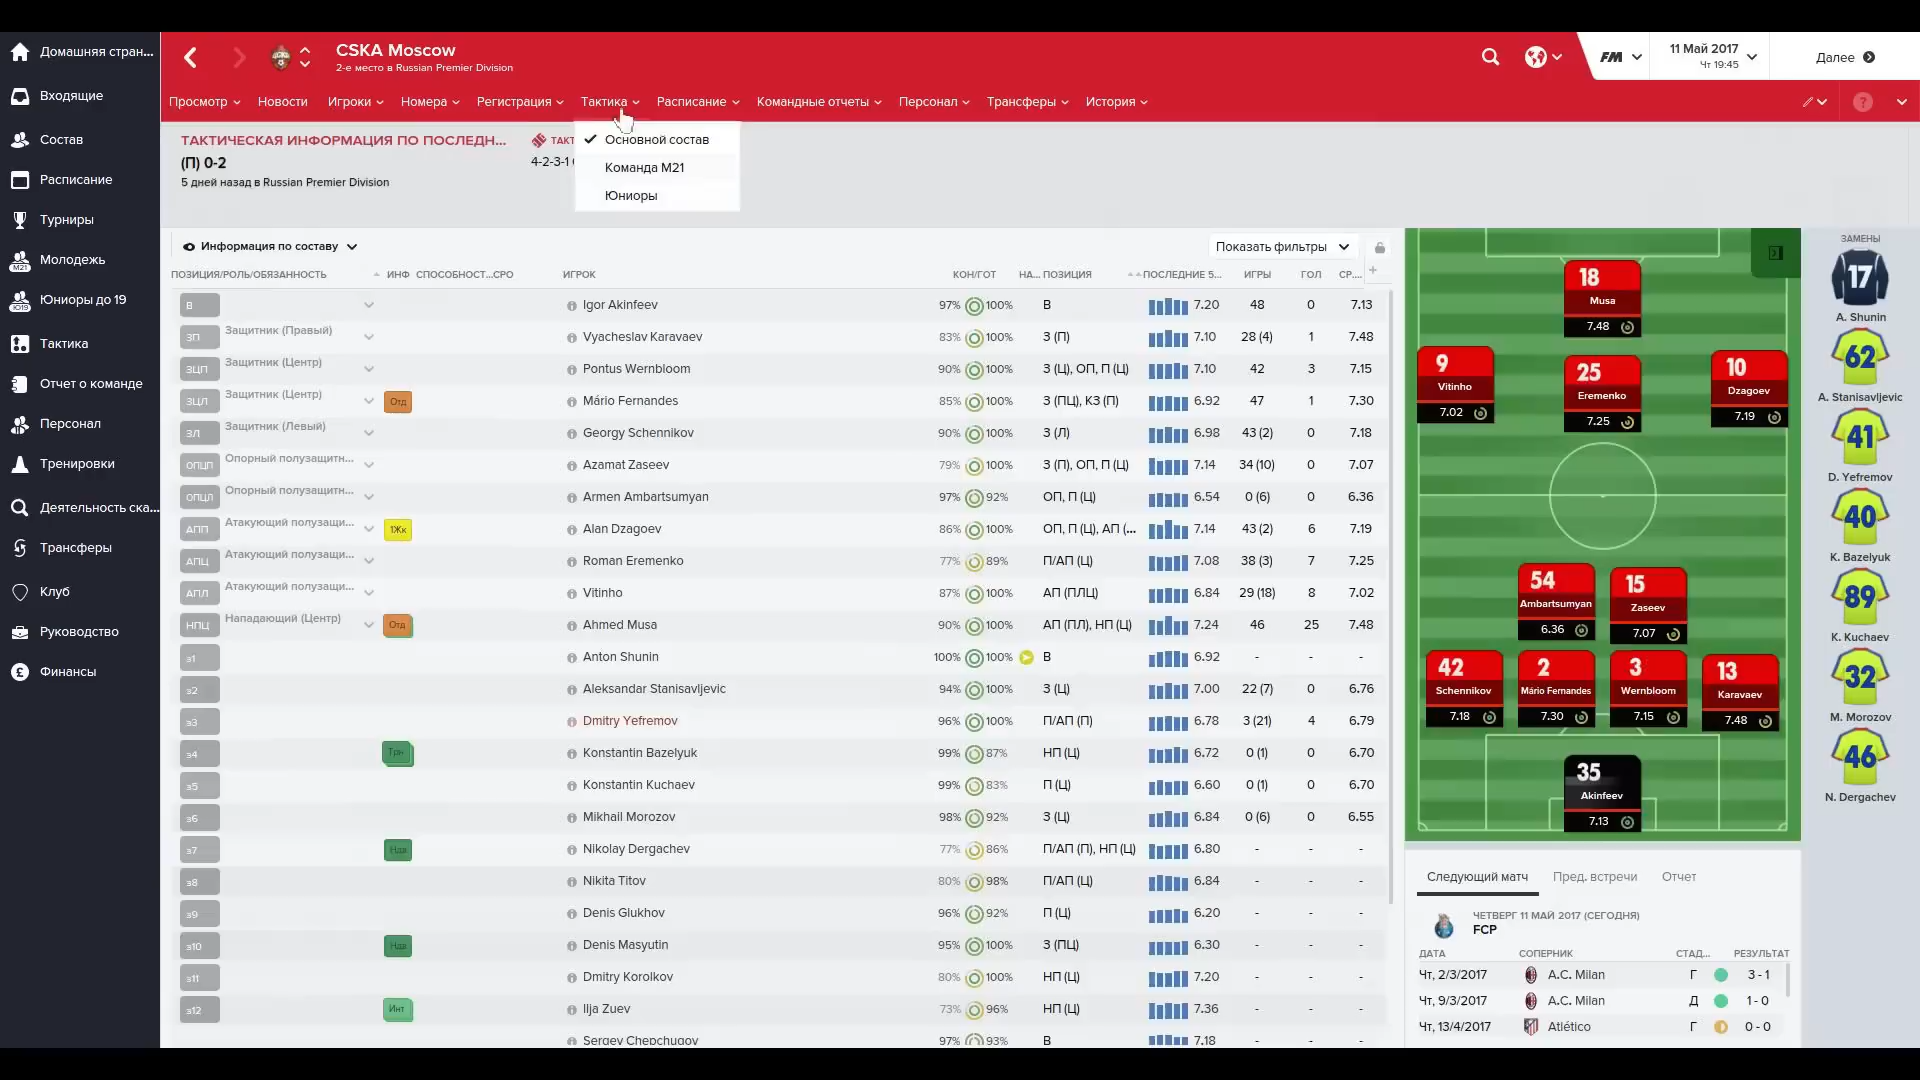 Домашняя стран...
Входящие
Состав
Расписание
Турниры
Молодежь
Юниоры до 19
Тактика
Отчет о команде
Персонал
Тренировки
Деятельность ска...
Трансферы
Клуб
Руководство
Финансы
CSKA Moscow
2-е место в Russian Premier Division
FM
11 Май 2017
Чт 19:45
Далее
Просмотр Новости Игроки Номера Регистрация Тактика Расписание Командные отчеты Персонал Трансферы История
ТАКТИЧЕСКАЯ ИНФОРМАЦИЯ ПО ПОСЛЕДН...
(П) 0-2
5 дней назад в Russian Premier Division
ТАКТ
4-2-3-1
Основной состав
Команда М21
Юниоры
Информация по составу
Показать фильтры
ПОЗИЦИЯ/РОЛЬ/ОБЯЗАННОСТЬ ИНФ СПОСОБНОСТ...СРО ИГРОК КОН/ГОТ НА... ПОЗИЦИЯ ПОСЛЕДНИЕ 5... ИГРЫ ГОЛ СР....
В Igor Akinfeev 97% 100% В 7.20 48 0 7.13
ЗП Защитник (Правый) Vyacheslav Karavaev 83% 100% З (П) 7.10 28 (4) 1 7.48
ЗЦП Защитник (Центр) Pontus Wernbloom 90% 100% З (Ц), ОП, П (Ц) 7.10 42 3 7.15
ЗЦЛ Защитник (Центр) Отд Mário Fernandes 85% 100% З (ПЦ), КЗ (П) 6.92 47 1 7.30
ЗЛ Защитник (Левый) Georgy Schennikov 90% 100% З (Л) 6.98 43 (2) 0 7.18
ОПЦП Опорный полузащитн... Azamat Zaseev 79% 100% З (П), ОП, П (Ц) 7.14 34 (10) 0 7.07
ОПЦЛ Опорный полузащитн... Armen Ambartsumyan 97% 92% ОП, П (Ц) 6.54 0 (6) 0 6.36
АПП Атакующий полузащи... 1Жк Alan Dzagoev 86% 100% ОП, П (Ц), АП (... 7.14 43 (2) 6 7.19
АПЦ Атакующий полузащи... Roman Eremenko 77% 89% П/АП (Ц) 7.08 38 (3) 7 7.25
АПЛ Атакующий полузащи... Vitinho 87% 100% АП (ПЛЦ) 6.84 29 (18) 8 7.02
НПЦ Нападающий (Центр) Отд Ahmed Musa 90% 100% АП (ПЛ), НП (Ц) 7.24 46 25 7.48
з1 Anton Shunin 100% 100% В 6.92 - - -
з2 Aleksandar Stanisavljevic 94% 100% З (Ц) 7.00 22 (7) 0 6.76
з3 Dmitry Yefremov 96% 100% П/АП (П) 6.78 3 (21) 4 6.79
з4 Трн Konstantin Bazelyuk 99% 87% НП (Ц) 6.72 0 (1) 0 6.70
з5 Konstantin Kuchaev 99% 83% П (Ц) 6.60 0 (1) 0 6.70
з6 Mikhail Morozov 98% 92% З (Ц) 6.84 0 (6) 0 6.55
з7 Nikolay Dergachev 77% 86% П/АП (П), НП (Ц) 6.80 - - -
з8 Nikita Titov 80% 98% П/АП (Ц) 6.84 - - -
з9 Denis Glukhov 96% 92% П (Ц) 6.20 - - -
з10 Denis Masyutin 95% 100% З (ПЦ) 6.30 - - -
з11 Dmitry Korolkov 80% 100% НП (Ц) 7.20 - - -
з12 Инт Ilja Zuev 73% 96% НП (Ц) 7.36 - - -
Sergey Chepchugov 97% 93% В 7.18 - - -
18
Musa
7.48
9
Vitinho
7.02
25
Eremenko
7.25
10
Dzagoev
7.19
54
Ambartsumyan
6.36
15
Zaseev
7.07
42
Schennikov
7.18
2
Mário Fernandes
7.30
3
Wernbloom
7.15
13
Karavaev
7.48
35
Akinfeev
7.13
ЗАМЕНЫ
17
A. Shunin
62
A. Stanisavljevic
41
D. Yefremov
40
K. Bazelyuk
89
K. Kuchaev
32
M. Morozov
46
N. Dergachev
Следующий матч Пред. встречи Отчет
ЧЕТВЕРГ 11 МАЙ 2017 (СЕГОДНЯ)
FCP
ДАТА СОПЕРНИК СТАД... РЕЗУЛЬТАТ
Чт, 2/3/2017 A.C. Milan Г 3 - 1
Чт, 9/3/2017 A.C. Milan Д 1 - 0
Чт, 13/4/2017 Atlético Г 0 - 0